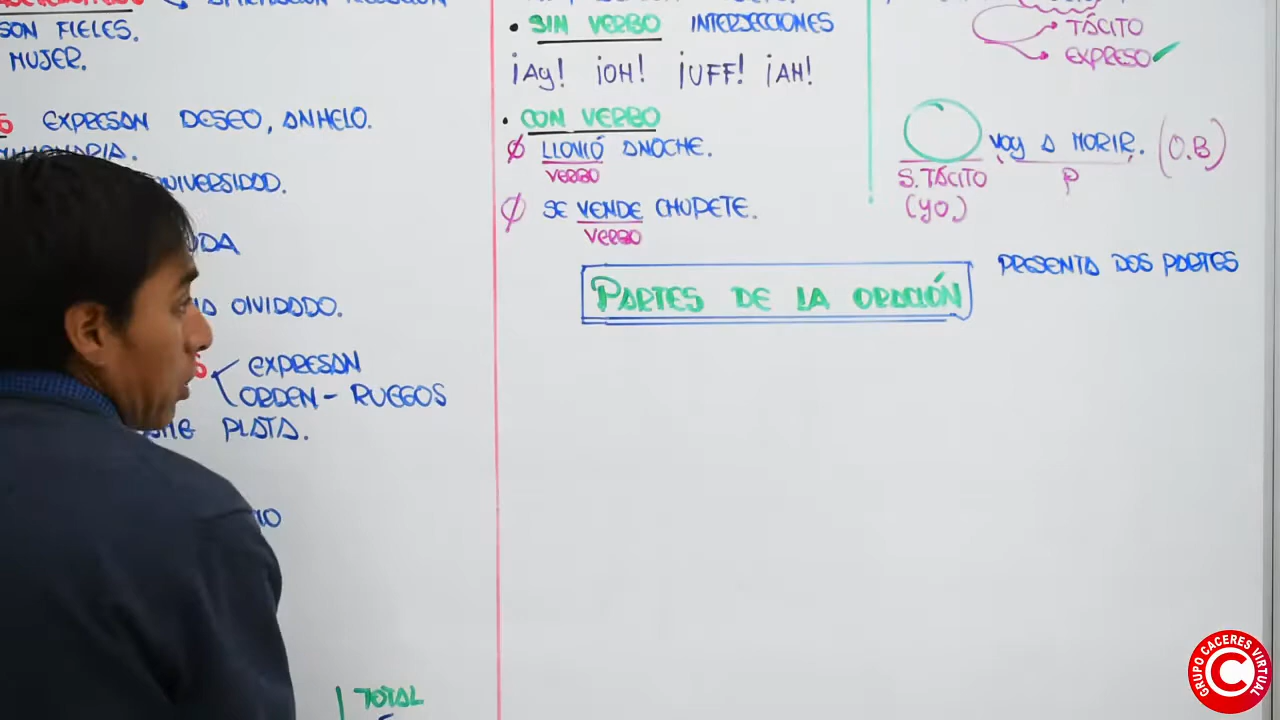 SON FIELES.
MUJER.
EXPRESAN DESEO, ANHELO.
UNIVERSIDAD.
OLVIDADO.
EXPRESAN
ORDEN - RUEGOS
PLATA.
TOTAL
• SIN VERBO INTERJECCIONES
¡AY! ¡OH! ¡UFF! ¡AH!
• CON VERBO
Ø LLOVIÓ ANOCHE.
VERBO
Ø SE VENDE CHUPETE.
VERBO
TÁCITO
EXPRESO ✓
VOY A MORIR. (O.B)
S. TÁCITO P
(YO)
PARTES DE LA ORACIÓN
PRESENTA DOS PARTES
GRUPO CACERES VIRTUAL
C